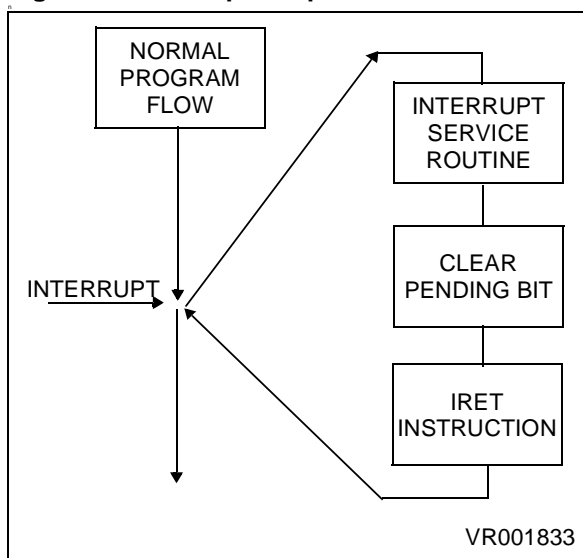 NORMAL
PROGRAM
FLOW
INTERRUPT
SERVICE
ROUTINE
INTERRUPT
CLEAR
PENDING BIT
IRET
INSTRUCTION
VR001833